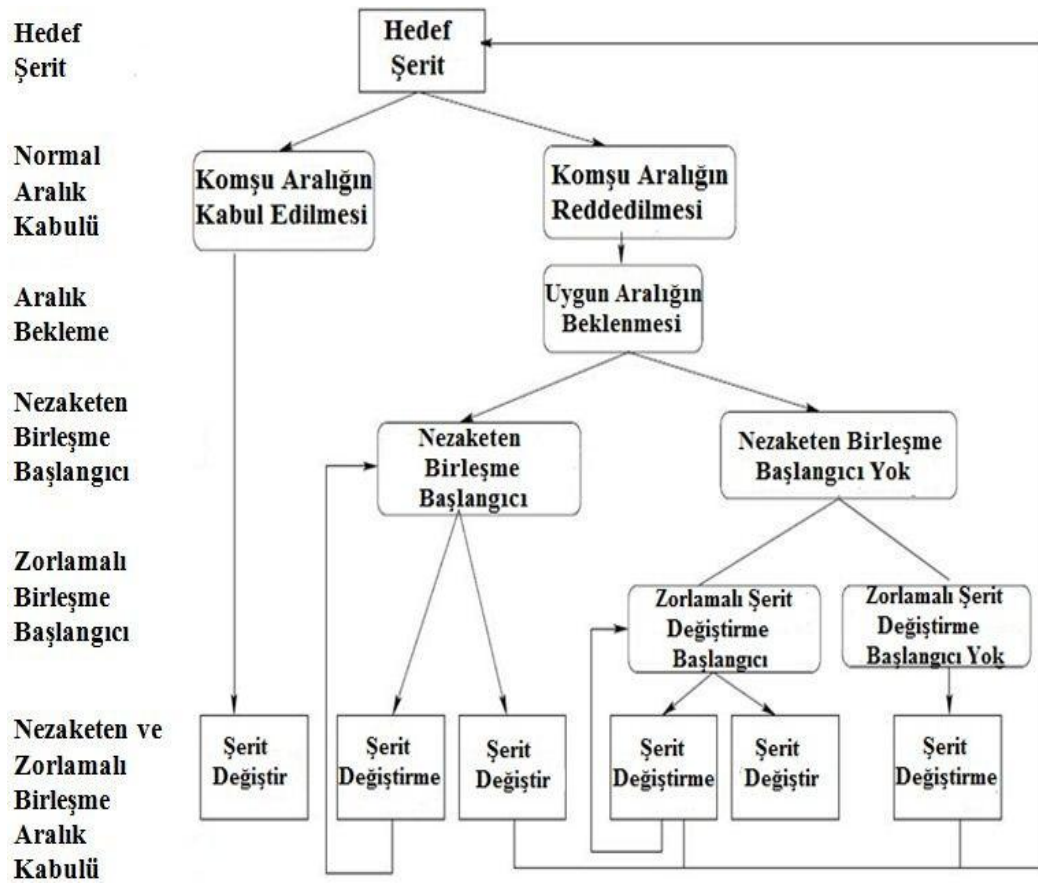 Hedef
Şerit
Hedef
Şerit
Normal
Aralık
Kabulü
Komşu Aralığın
Kabul Edilmesi
Komşu Aralığın
Reddedilmesi
Aralık
Bekleme
Uygun Aralığın
Beklenmesi
Nezaketen
Birleşme
Başlangıcı
Nezaketen
Birleşme
Başlangıcı
Nezaketen Birleşme
Başlangıcı Yok
Zorlamalı
Birleşme
Başlangıcı
Zorlamalı Şerit
Değiştirme
Başlangıcı
Zorlamalı Şerit
Değiştirme
Başlangıcı Yok
Nezaketen ve
Zorlamalı
Birleşme
Aralık
Kabulü
Şerit
Değiştir
Şerit
Değiştirme
Şerit
Değiştir
Şerit
Değiştirme
Şerit
Değiştir
Şerit
Değiştirme